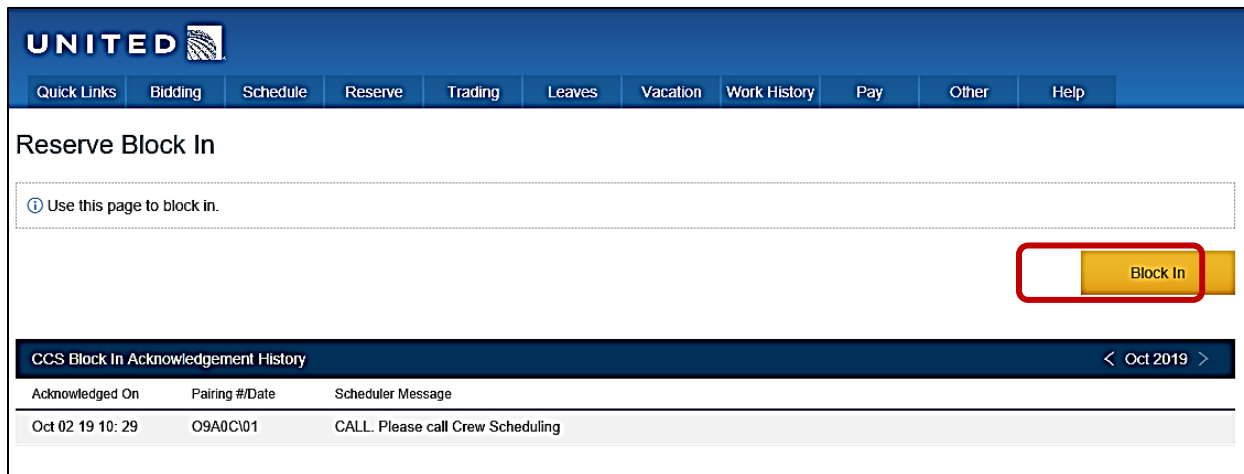 UNITED
Quick Links Bidding Schedule Reserve Trading Leaves Vacation Work History Pay Other Help
Reserve Block In
Use this page to block in.
Block In
CCS Block In Acknowledgement History < Oct 2019 >
Acknowledged On Pairing #/Date Scheduler Message
Oct 02 19 10: 29 O9A0C\01 CALL. Please call Crew Scheduling